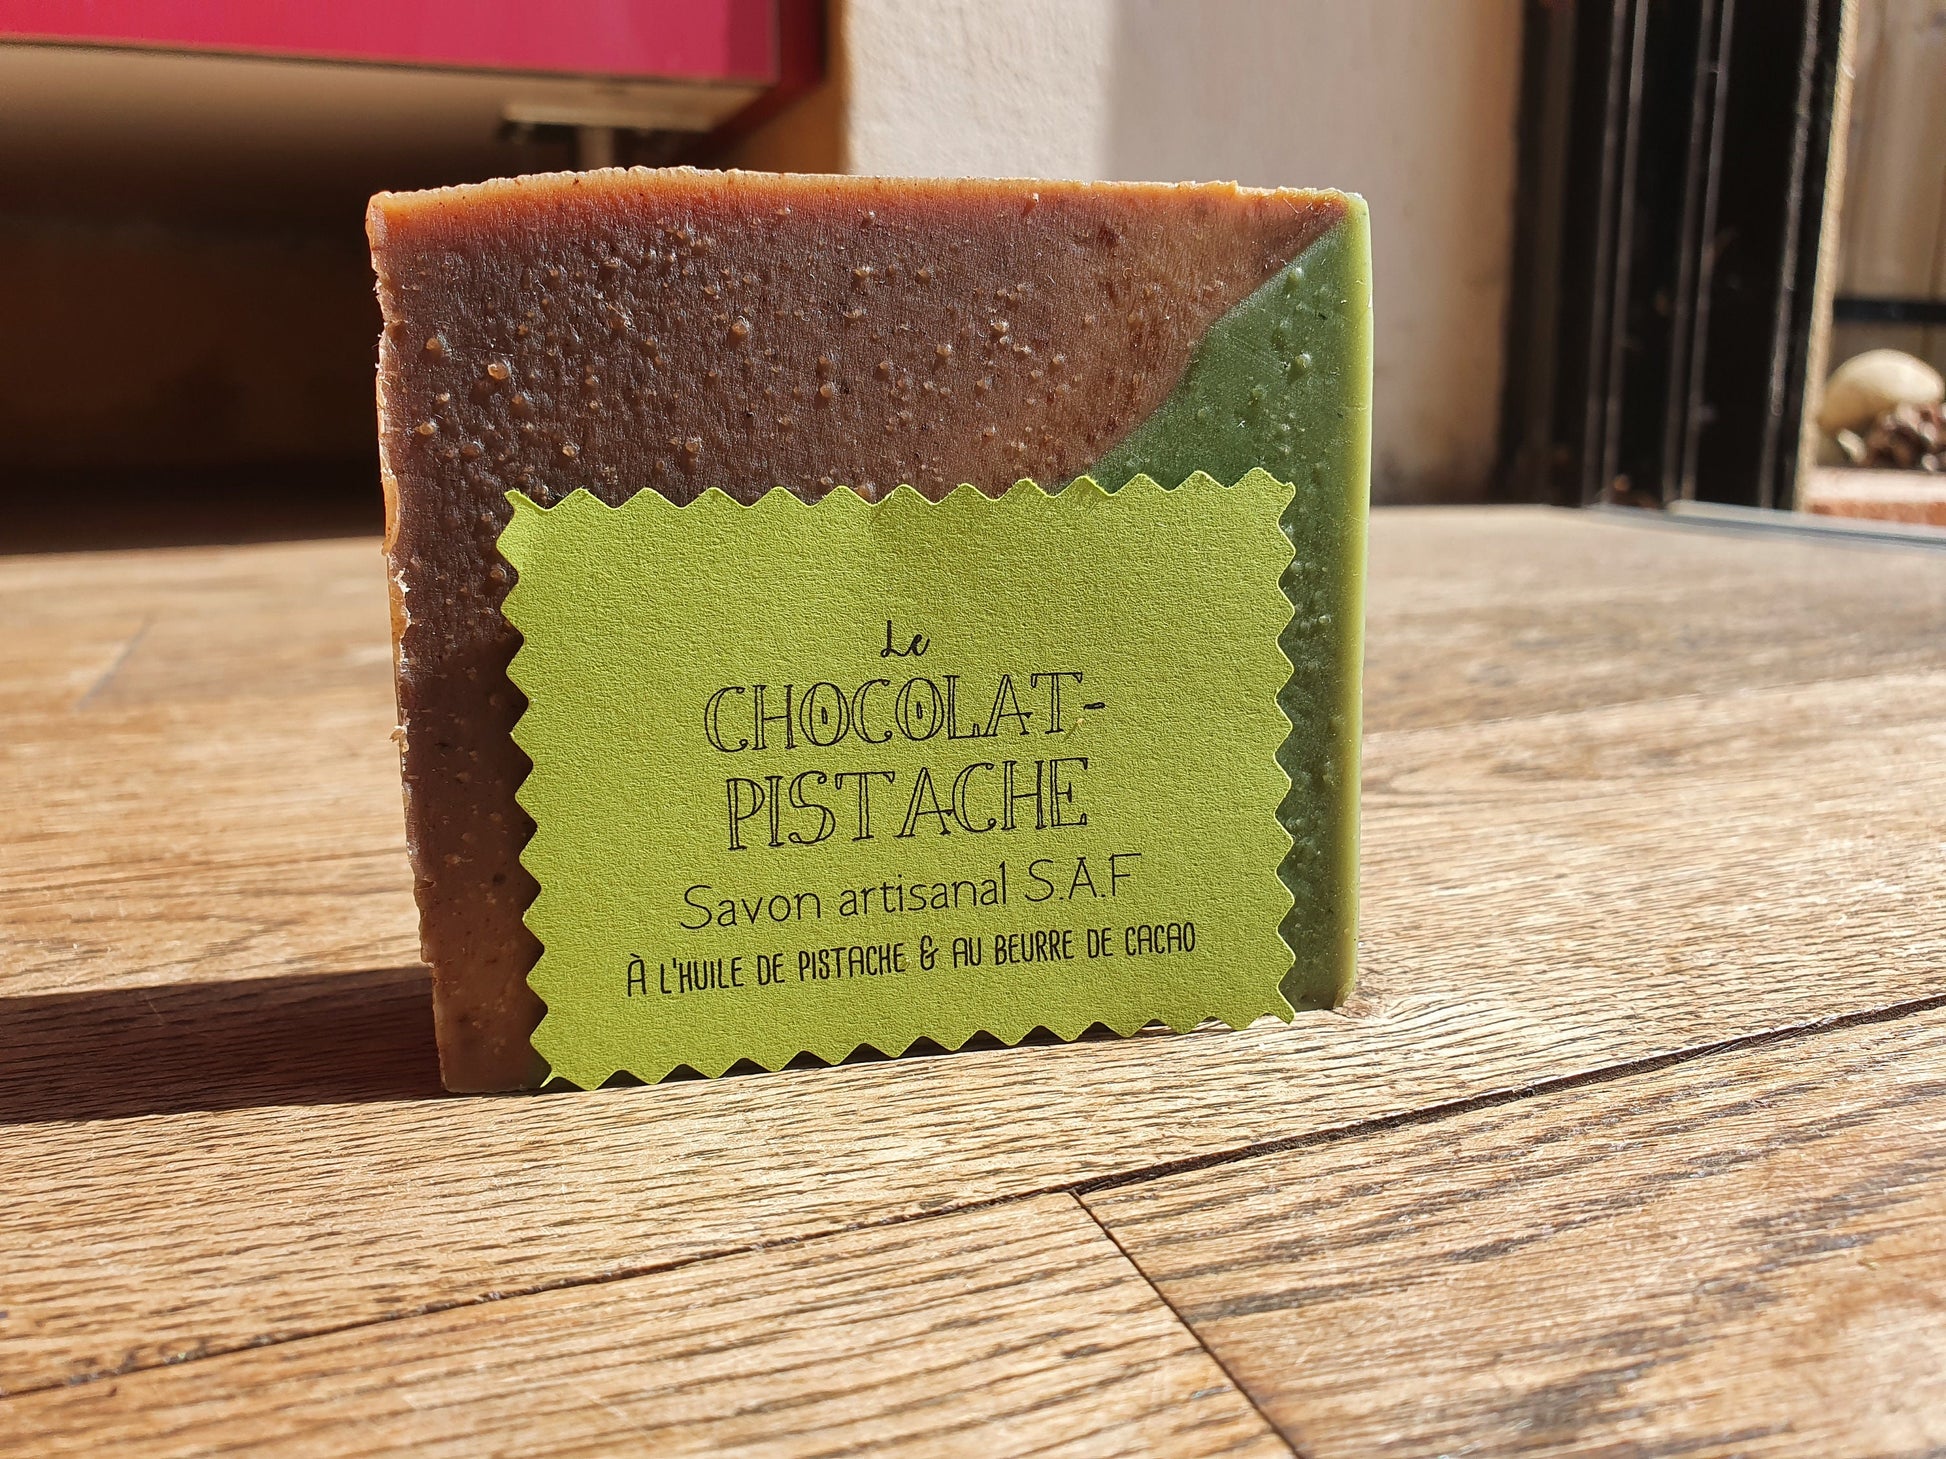 Le
CHOCOLAT-
PISTACHE
Savon artisanal S.A.F
À L'HUILE DE PISTACHE & AU BEURRE DE CACAO